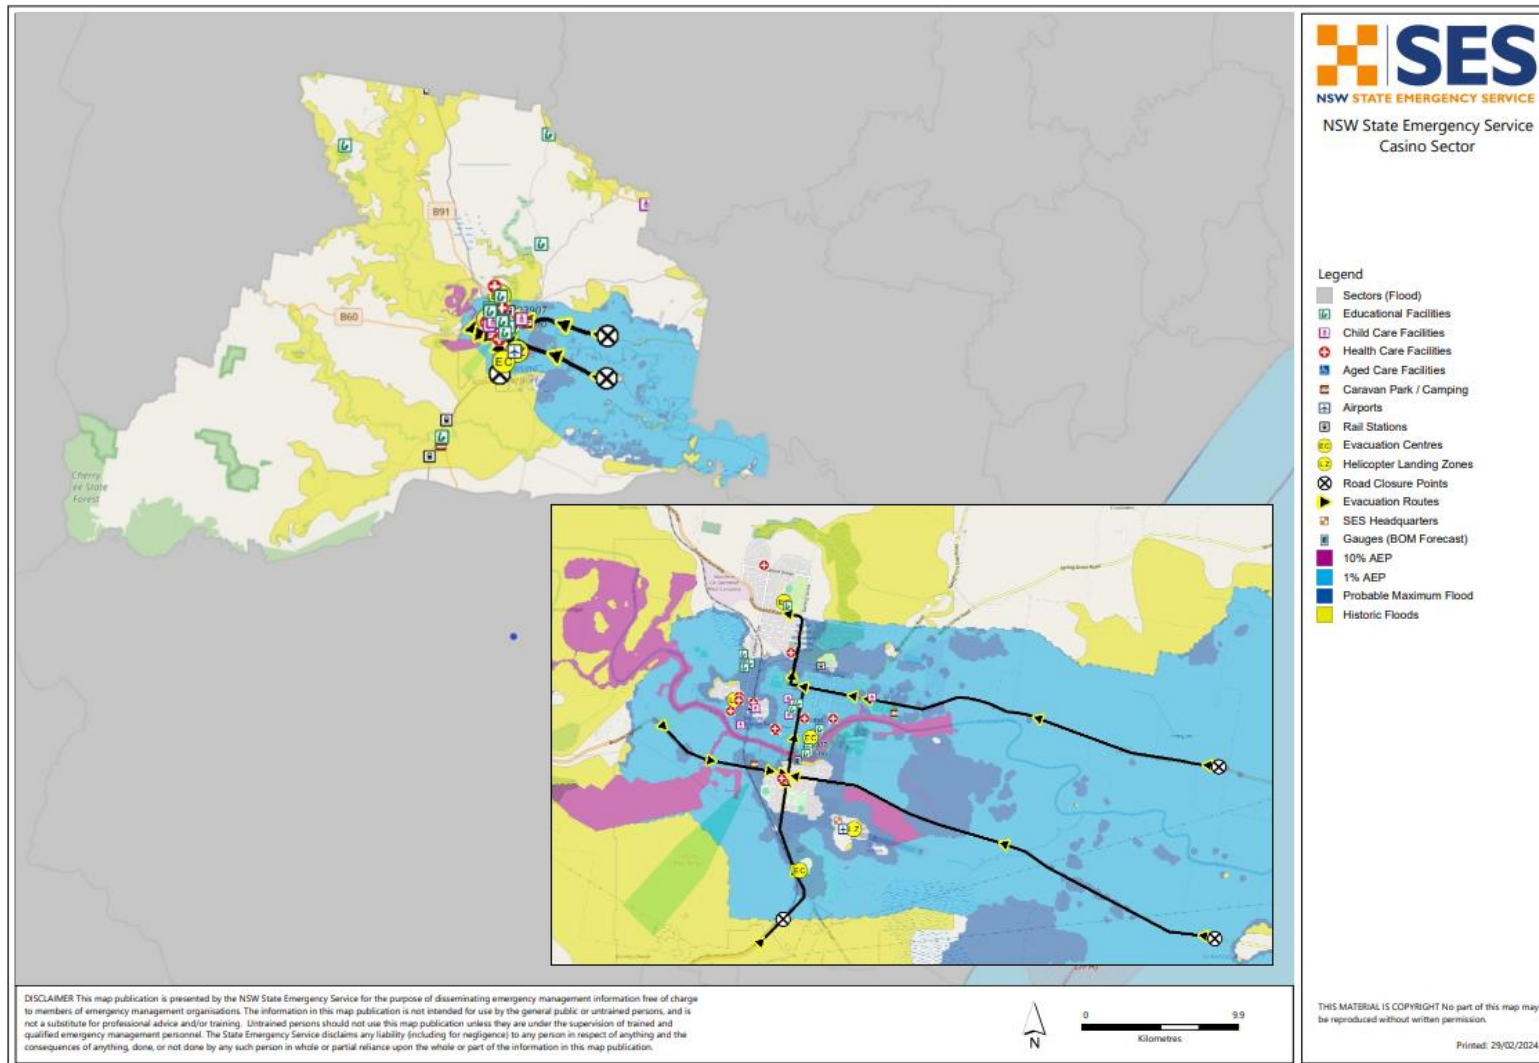 SES
NSW STATE EMERGENCY SERVICE
NSW State Emergency Service
Casino Sector
Legend
Sectors (Flood)
Educational Facilities
Child Care Facilities
Health Care Facilities
Aged Care Facilities
Caravan Park / Camping
Airports
Rail Stations
EC Evacuation Centres
LZ Helicopter Landing Zones
Road Closure Points
Evacuation Routes
SES Headquarters
Gauges (BOM Forecast)
10% AEP
1% AEP
Probable Maximum Flood
Historic Floods
B91
B60
EC
Cherry
ee State
Forest
EC
LZ
EC
DISCLAIMER This map publication is presented by the NSW State Emergency Service for the purpose of disseminating emergency management information free of charge
to members of emergency management organisations. The information in this map publication is not intended for use by the general public or untrained persons, and is
not a substitute for professional advice and/or training. Untrained persons should not use this map publication unless they are under the supervision of trained and
qualified emergency management personnel. The State Emergency Service disclaims any liability (including for negligence) to any person in respect of anything and the
consequences of anything, done, or not done by any such person in whole or partial reliance upon the whole or part of the information in this map publication.
N
0 9.9
Kilometres
THIS MATERIAL IS COPYRIGHT No part of this map may
be reproduced without written permission.
Printed: 29/02/2024